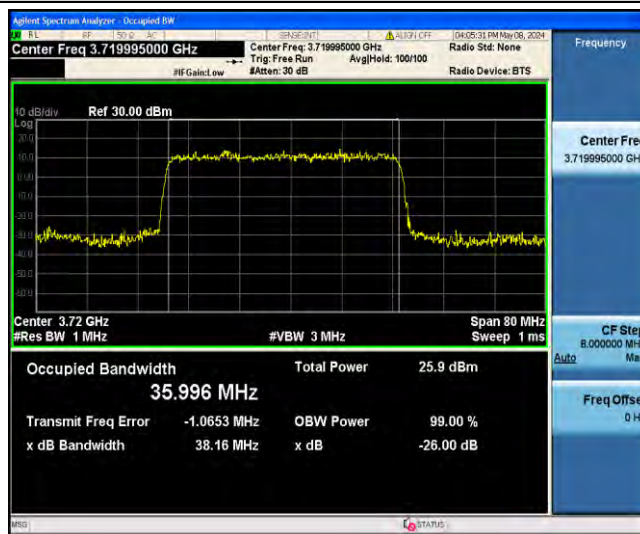 Agilent Spectrum Analyzer - Occupied BW
RL RF 50 Ω AC SENSE:INT ALIGN OFF 04:05:31 PM May 08, 2024
Center Freq 3.719995000 GHz
Center Freq: 3.719995000 GHz Radio Std: None
Trig: Free Run Avg|Hold: 100/100
#IFGain:Low #Atten: 30 dB Radio Device: BTS
Frequency
10 dB/div Ref 30.00 dBm
Log
20.0
10.0
0.00
-10.0
-20.0
-30.0
-40.0
-50.0
-60.0
Center Fre
3.719995000 GH
Center 3.72 GHz Span 80 MHz
#Res BW 1 MHz #VBW 3 MHz Sweep 1 ms
CF Step
8.000000 MH
Auto Ma
Occupied Bandwidth Total Power 25.9 dBm
35.996 MHz
Transmit Freq Error -1.0653 MHz OBW Power 99.00 %
x dB Bandwidth 38.16 MHz x dB -26.00 dB
Freq Offse
0 H
MSG STATUS